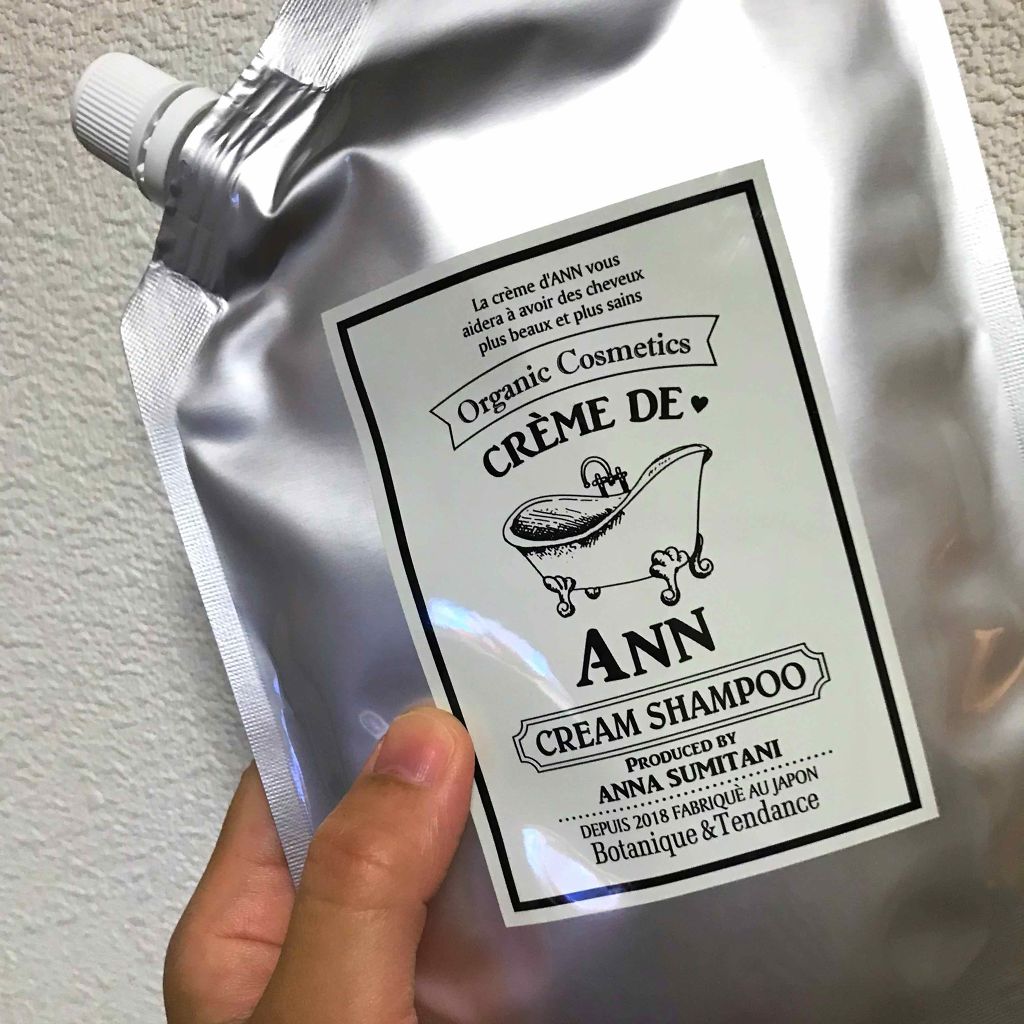 La crème d'ANN vous
aidera à avoir des cheveux
plus beaux et plus sains
Organic Cosmetics
CRÈME DE
ANN
CREAM SHAMPOO
PRODUCED BY
ANNA SUMITANI
DEPUIS 2018 FABRIQUÈ AU JAPON
Botanique & Tendance